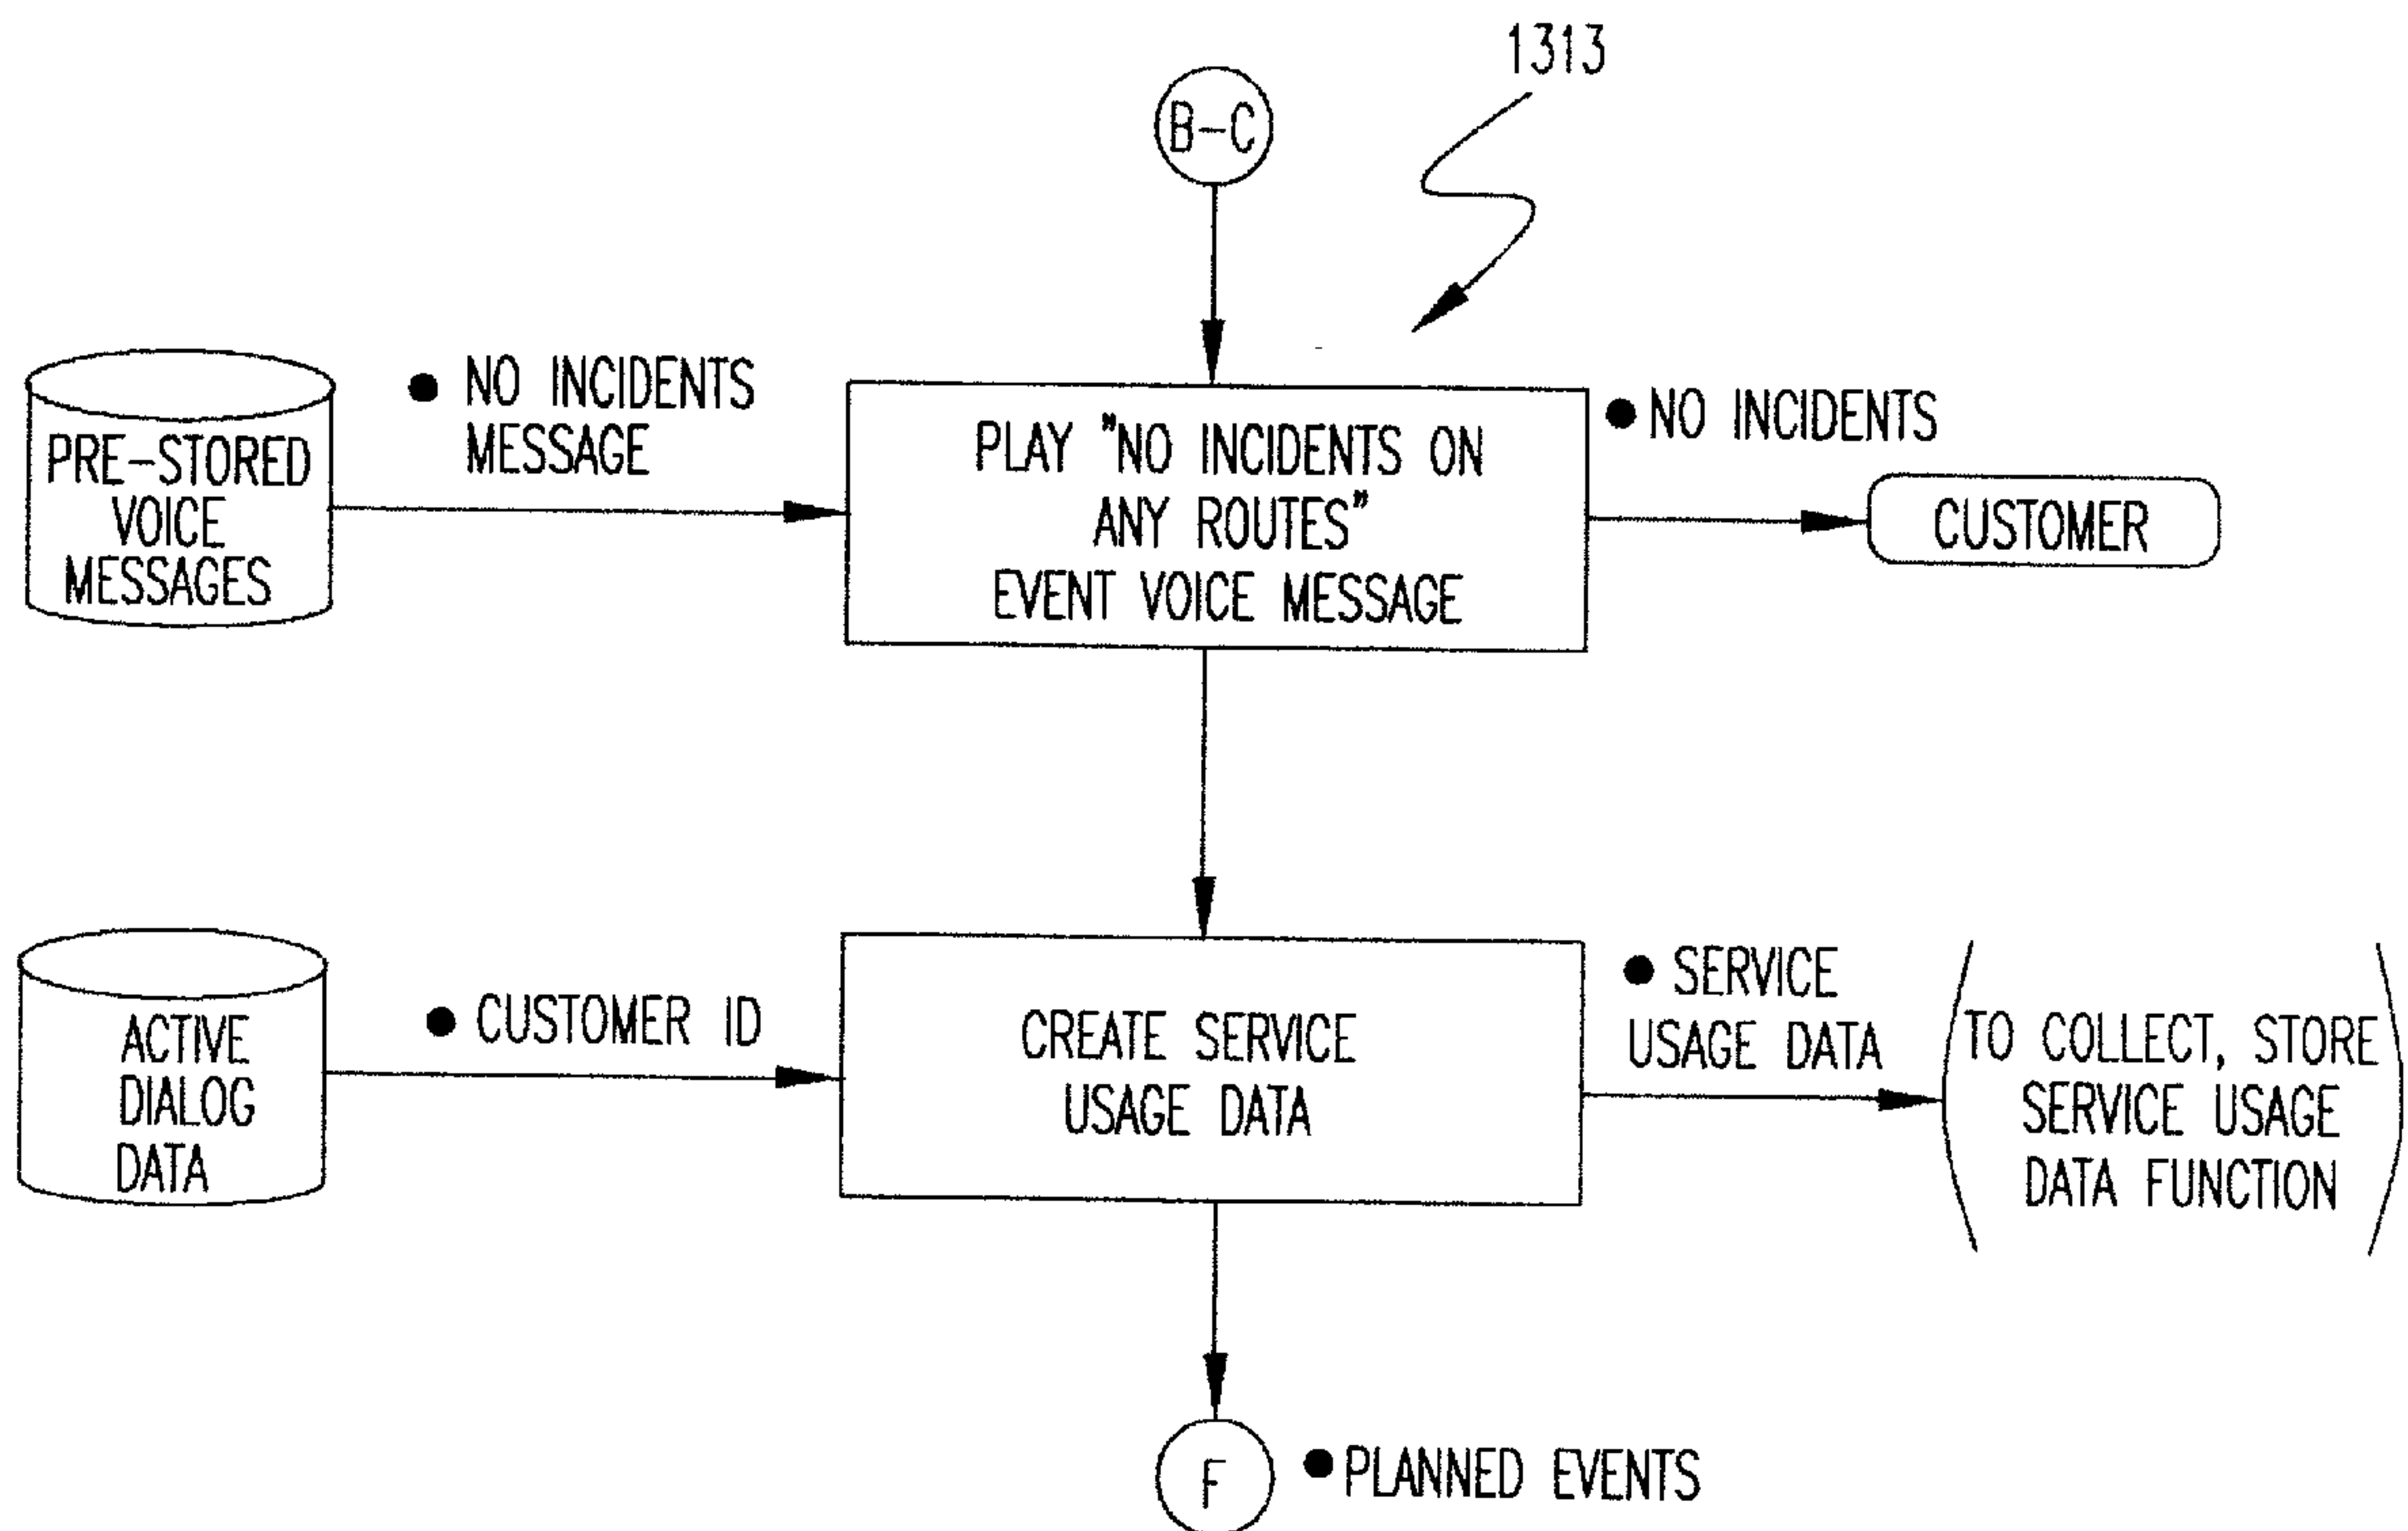 1313
B-C
● NO INCIDENTS
MESSAGE
PRE-STORED
VOICE
MESSAGES
PLAY "NO INCIDENTS ON
ANY ROUTES"
EVENT VOICE MESSAGE
● NO INCIDENTS
CUSTOMER
ACTIVE
DIALOG
DATA
● CUSTOMER ID
CREATE SERVICE
USAGE DATA
● SERVICE
USAGE DATA
TO COLLECT, STORE
SERVICE USAGE
DATA FUNCTION
F
● PLANNED EVENTS